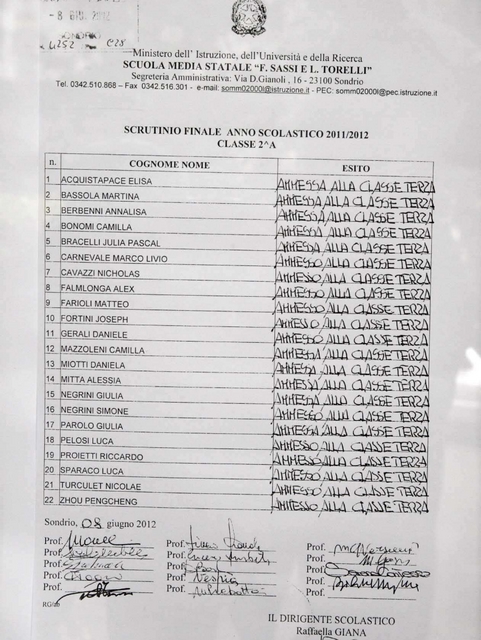 - 8 GIU. 2012
SONDRIO
4252 C28
Ministero dell' Istruzione, dell'Università e della Ricerca
SCUOLA MEDIA STATALE "F. SASSI E L. TORELLI"
Segreteria Amministrativa: Via D.Gianoli , 16 - 23100 Sondrio
Tel. 0342.510.868 – Fax 0342.516.301 - e-mail: somm02000l@istruzione.it - PEC: somm02000l@pec.istruzione.it
SCRUTINIO FINALE ANNO SCOLASTICO 2011/2012
CLASSE 2^A
n. COGNOME NOME ESITO
1 ACQUISTAPACE ELISA AMMESSA ALLA CLASSE TERZA
2 BASSOLA MARTINA AMMESSA ALLA CLASSE TERZA
3 BERBENNI ANNALISA AMMESSA ALLA CLASSE TERZA
4 BONOMI CAMILLA AMMESSA ALLA CLASSE TERZA
5 BRACELLI JULIA PASCAL AMMESSA ALLA CLASSE TERZA
6 CARNEVALE MARCO LIVIO AMMESSO ALLA CLASSE TERZA
7 CAVAZZI NICHOLAS AMMESSO ALLA CLASSE TERZA
8 FALMLONGA ALEX AMMESSO ALLA CLASSE TERZA
9 FARIOLI MATTEO AMMESSO ALLA CLASSE TERZA
10 FORTINI JOSEPH AMMESSO ALLA CLASSE TERZA
11 GERALI DANIELE AMMESSO ALLA CLASSE TERZA
12 MAZZOLENI CAMILLA AMMESSA ALLA CLASSE TERZA
13 MIOTTI DANIELA AMMESSA ALLA CLASSE TERZA
14 MITTA ALESSIA AMMESSA ALLA CLASSE TERZA
15 NEGRINI GIULIA AMMESSA ALLA CLASSE TERZA
16 NEGRINI SIMONE AMMESSO ALLA CLASSE TERZA
17 PAROLO GIULIA AMMESSA ALLA CLASSE TERZA
18 PELOSI LUCA AMMESSO ALLA CLASSE TERZA
19 PROIETTI RICCARDO AMMESSO ALLA CLASSE TERZA
20 SPARACO LUCA AMMESSO ALLA CLASSE TERZA
21 TURCULET NICOLAE AMMESSO ALLA CLASSE TERZA
22 ZHOU PENGCHENG AMMESSO ALLA CLASSE TERZA
Sondrio, 08 giugno 2012
Prof. Prof. Prof.
Prof. Prof. Prof.
Prof. Prof. Prof.
Prof. Prof. Prof.
Prof. Prof. Prof.
IL DIRIGENTE SCOLASTICO
Raffaella GIANA